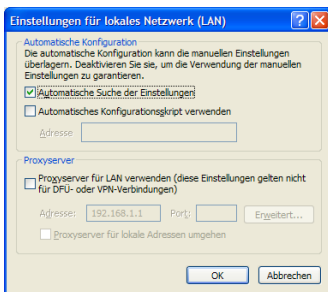 Einstellungen für lokales Netzwerk (LAN)
Automatische Konfiguration
Die automatische Konfiguration kann die manuellen Einstellungen
überlagern. Deaktivieren Sie sie, um die Verwendung der manuellen
Einstellungen zu garantieren.
Automatische Suche der Einstellungen
Automatisches Konfigurationsskript verwenden
Adresse
Proxyserver
Proxyserver für LAN verwenden (diese Einstellungen gelten nicht
für DFÜ- oder VPN-Verbindungen)
Adresse: 192.168.1.1 Port: Erweitert...
Proxyserver für lokale Adressen umgehen
OK Abbrechen